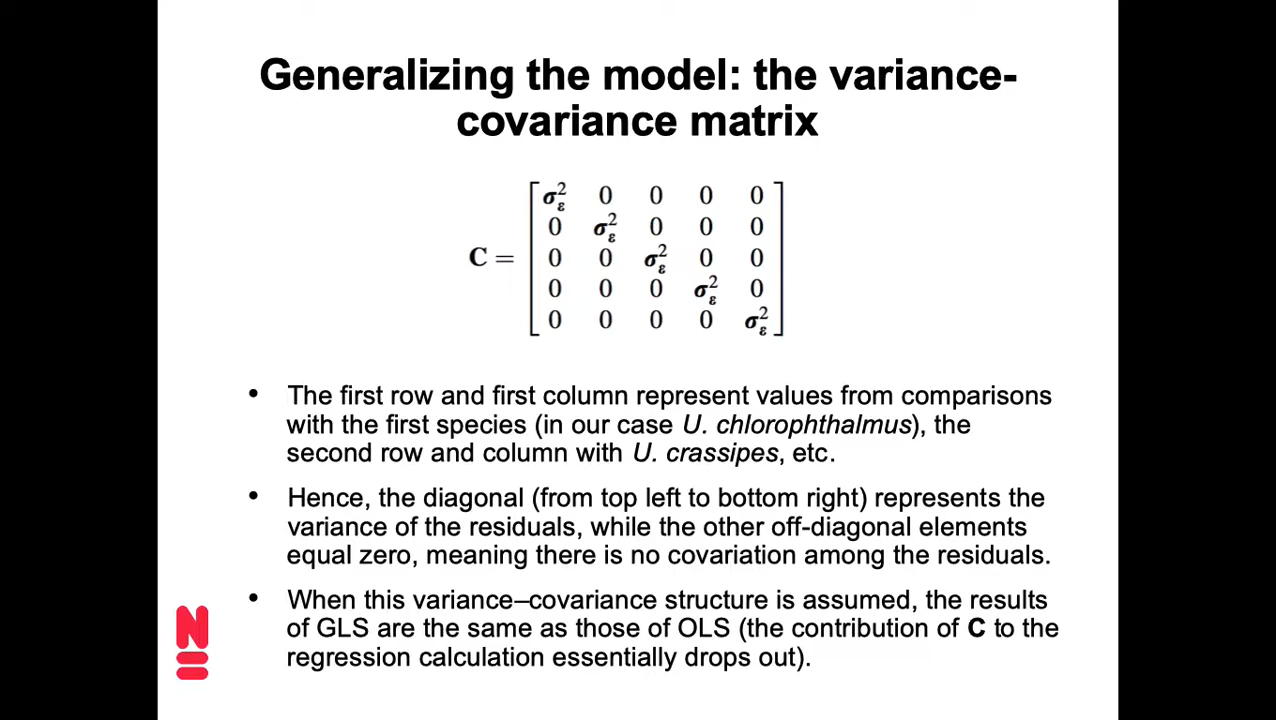 Generalizing the model: the variance-
covariance matrix
C = [ σ²ε 0 0 0 0
0 σ²ε 0 0 0
0 0 σ²ε 0 0
0 0 0 σ²ε 0
0 0 0 0 σ²ε ]
• The first row and first column represent values from comparisons
with the first species (in our case U. chlorophthalmus), the
second row and column with U. crassipes, etc.
• Hence, the diagonal (from top left to bottom right) represents the
variance of the residuals, while the other off-diagonal elements
equal zero, meaning there is no covariation among the residuals.
• When this variance–covariance structure is assumed, the results
of GLS are the same as those of OLS (the contribution of C to the
regression calculation essentially drops out).
N